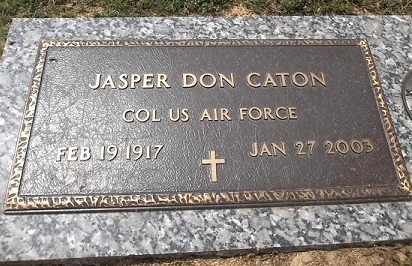 JASPER DON CATON
COL US AIR FORCE
FEB 19 1917 JAN 27 2003